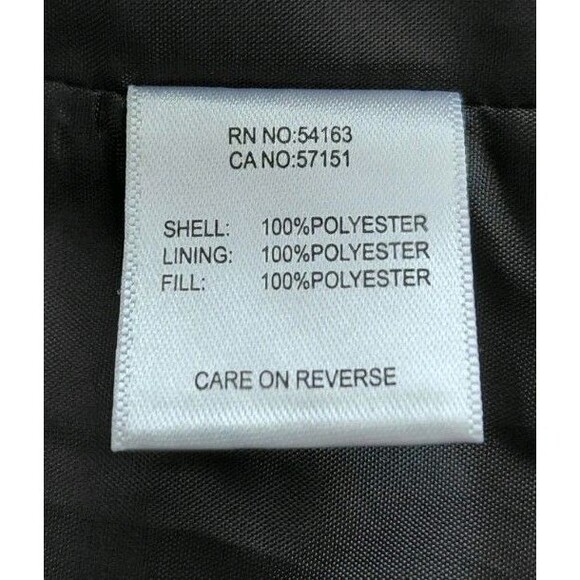 RN NO:54163
CA NO:57151
SHELL: 100%POLYESTER
LINING: 100%POLYESTER
FILL: 100%POLYESTER
CARE ON REVERSE